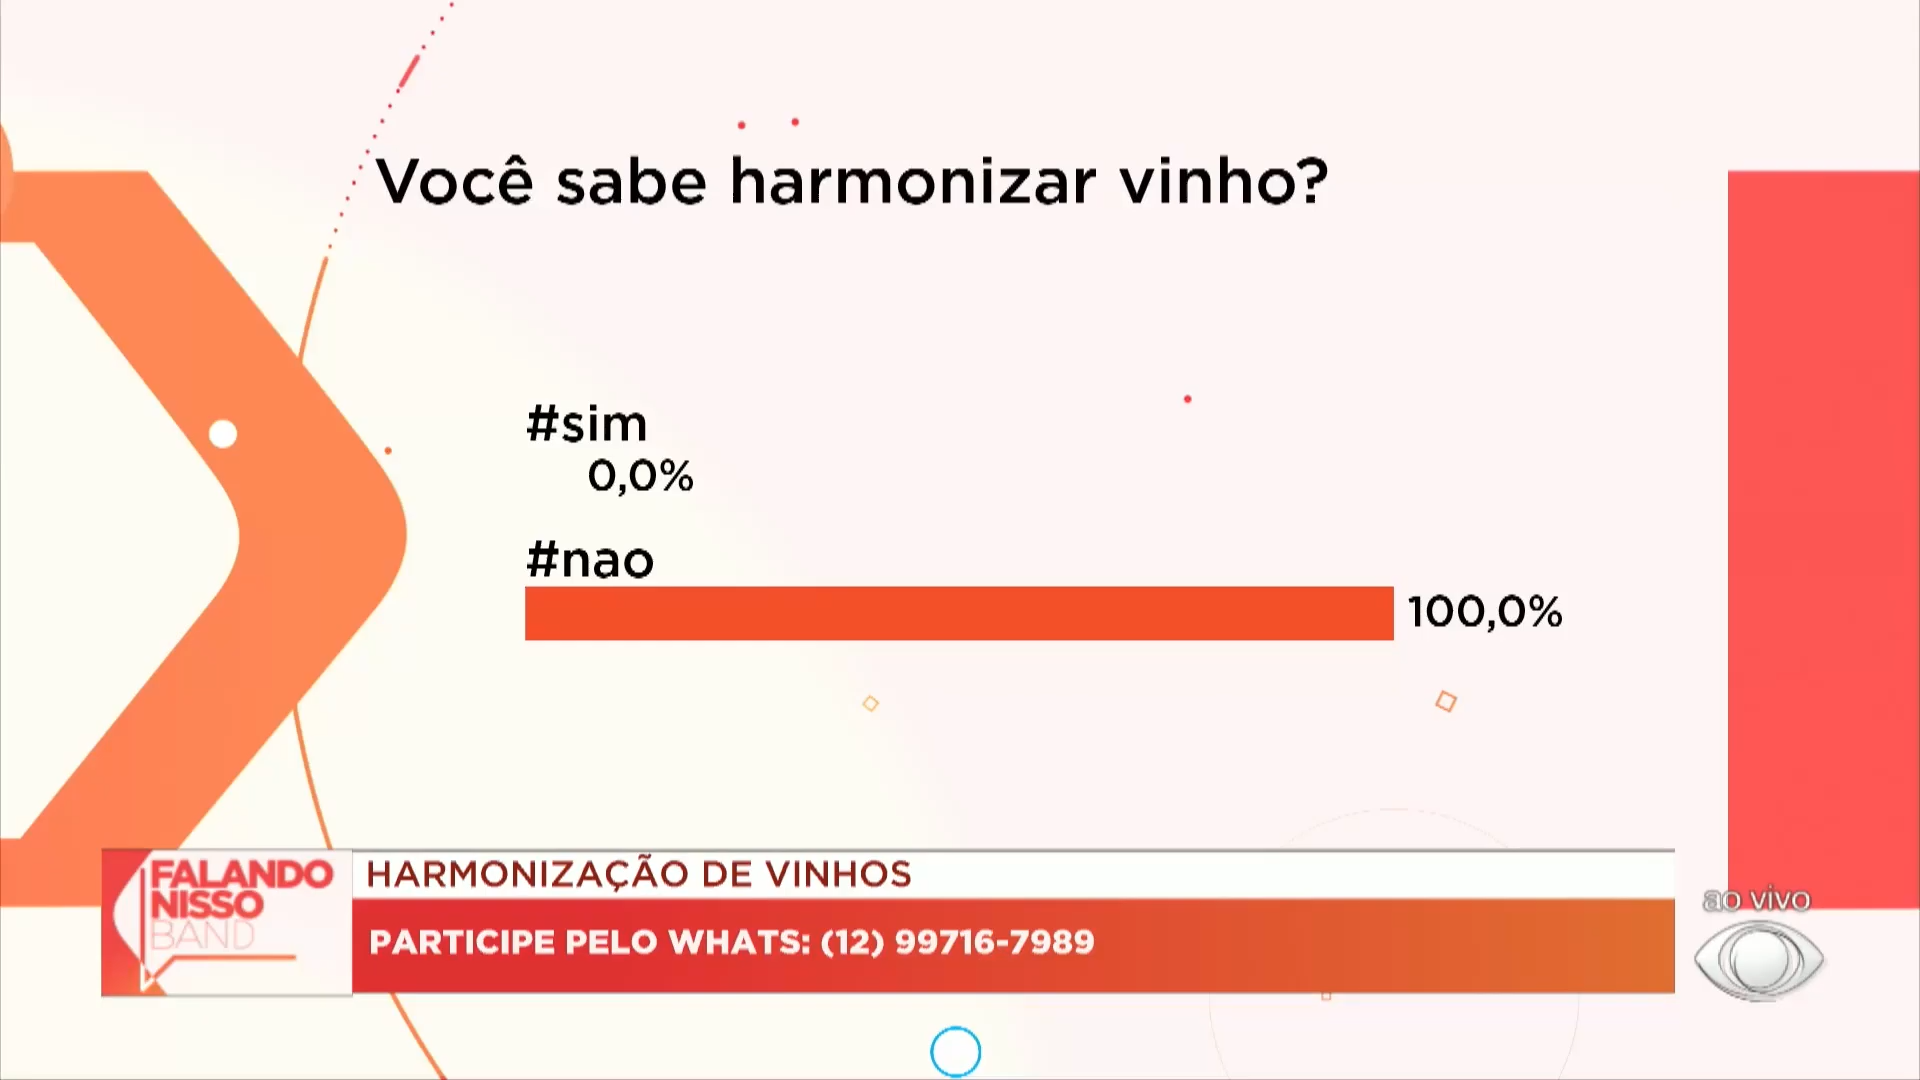 Você sabe harmonizar vinho?
#sim
0,0%
#nao
100,0%
FALANDO
NISSO
BAND
HARMONIZAÇÃO DE VINHOS
PARTICIPE PELO WHATS: (12) 99716-7989
ao vivo